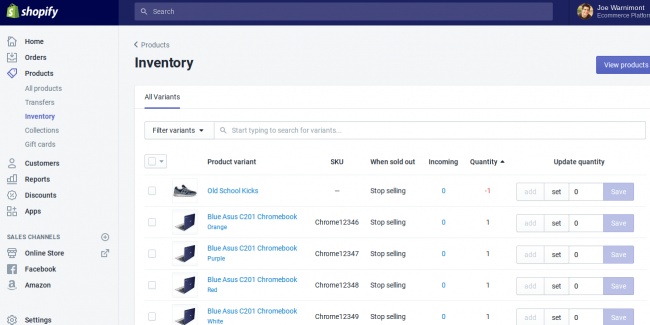 shopify
Search
Joe Warnimont
Ecommerce Platfor
Home
Orders
Products
All products
Transfers
Inventory
Collections
Gift cards
Customers
Reports
Discounts
Apps
SALES CHANNELS
Online Store
Facebook
Amazon
Settings
Products
Inventory
View products
All Variants
Filter variants
Start typing to search for variants...
Product variant SKU When sold out Incoming Quantity Update quantity
Old School Kicks – Stop selling 0 -1 add set 0 Save
Blue Asus C201 Chromebook Chrome12346 Stop selling 0 1 add set 0 Save
Orange
Blue Asus C201 Chromebook Chrome12347 Stop selling 0 1 add set 0 Save
Purple
Blue Asus C201 Chromebook Chrome12348 Stop selling 0 1 add set 0 Save
Red
Blue Asus C201 Chromebook Chrome12349 Stop selling 0 1 add set 0 Save
White